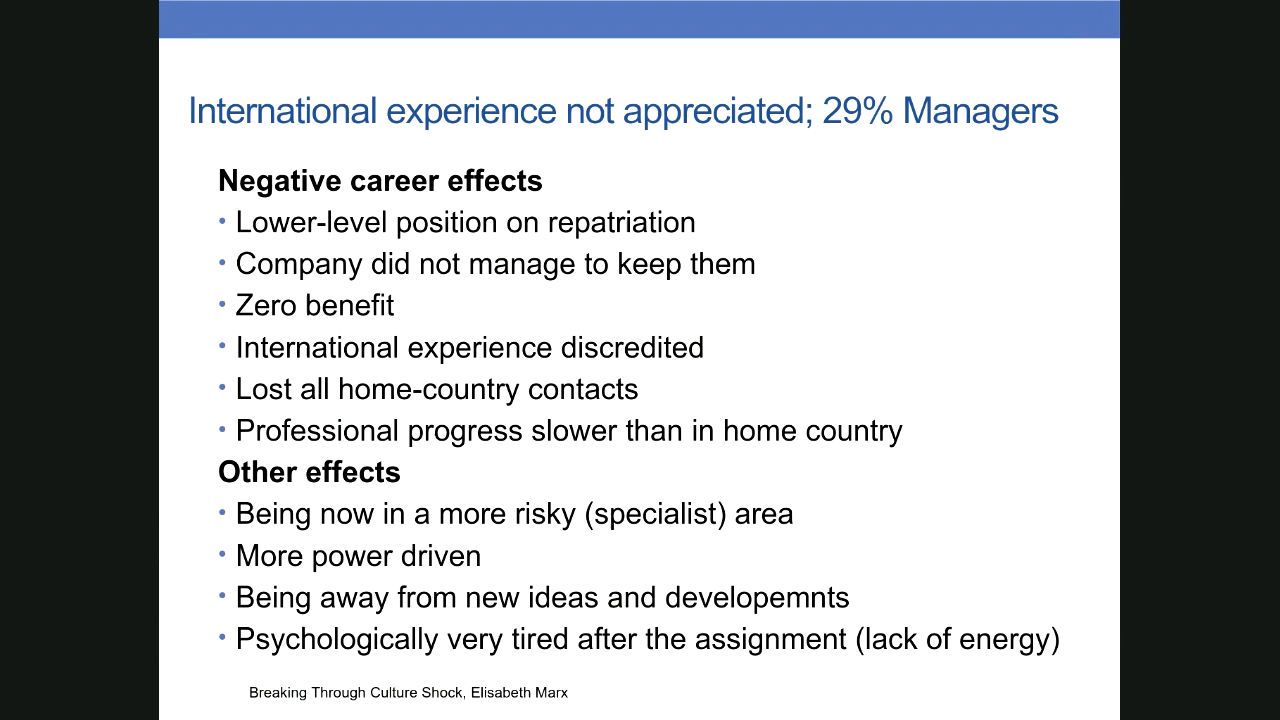 International experience not appreciated; 29% Managers
Negative career effects
• Lower-level position on repatriation
• Company did not manage to keep them
• Zero benefit
• International experience discredited
• Lost all home-country contacts
• Professional progress slower than in home country
Other effects
• Being now in a more risky (specialist) area
• More power driven
• Being away from new ideas and developemnts
• Psychologically very tired after the assignment (lack of energy)
Breaking Through Culture Shock, Elisabeth Marx